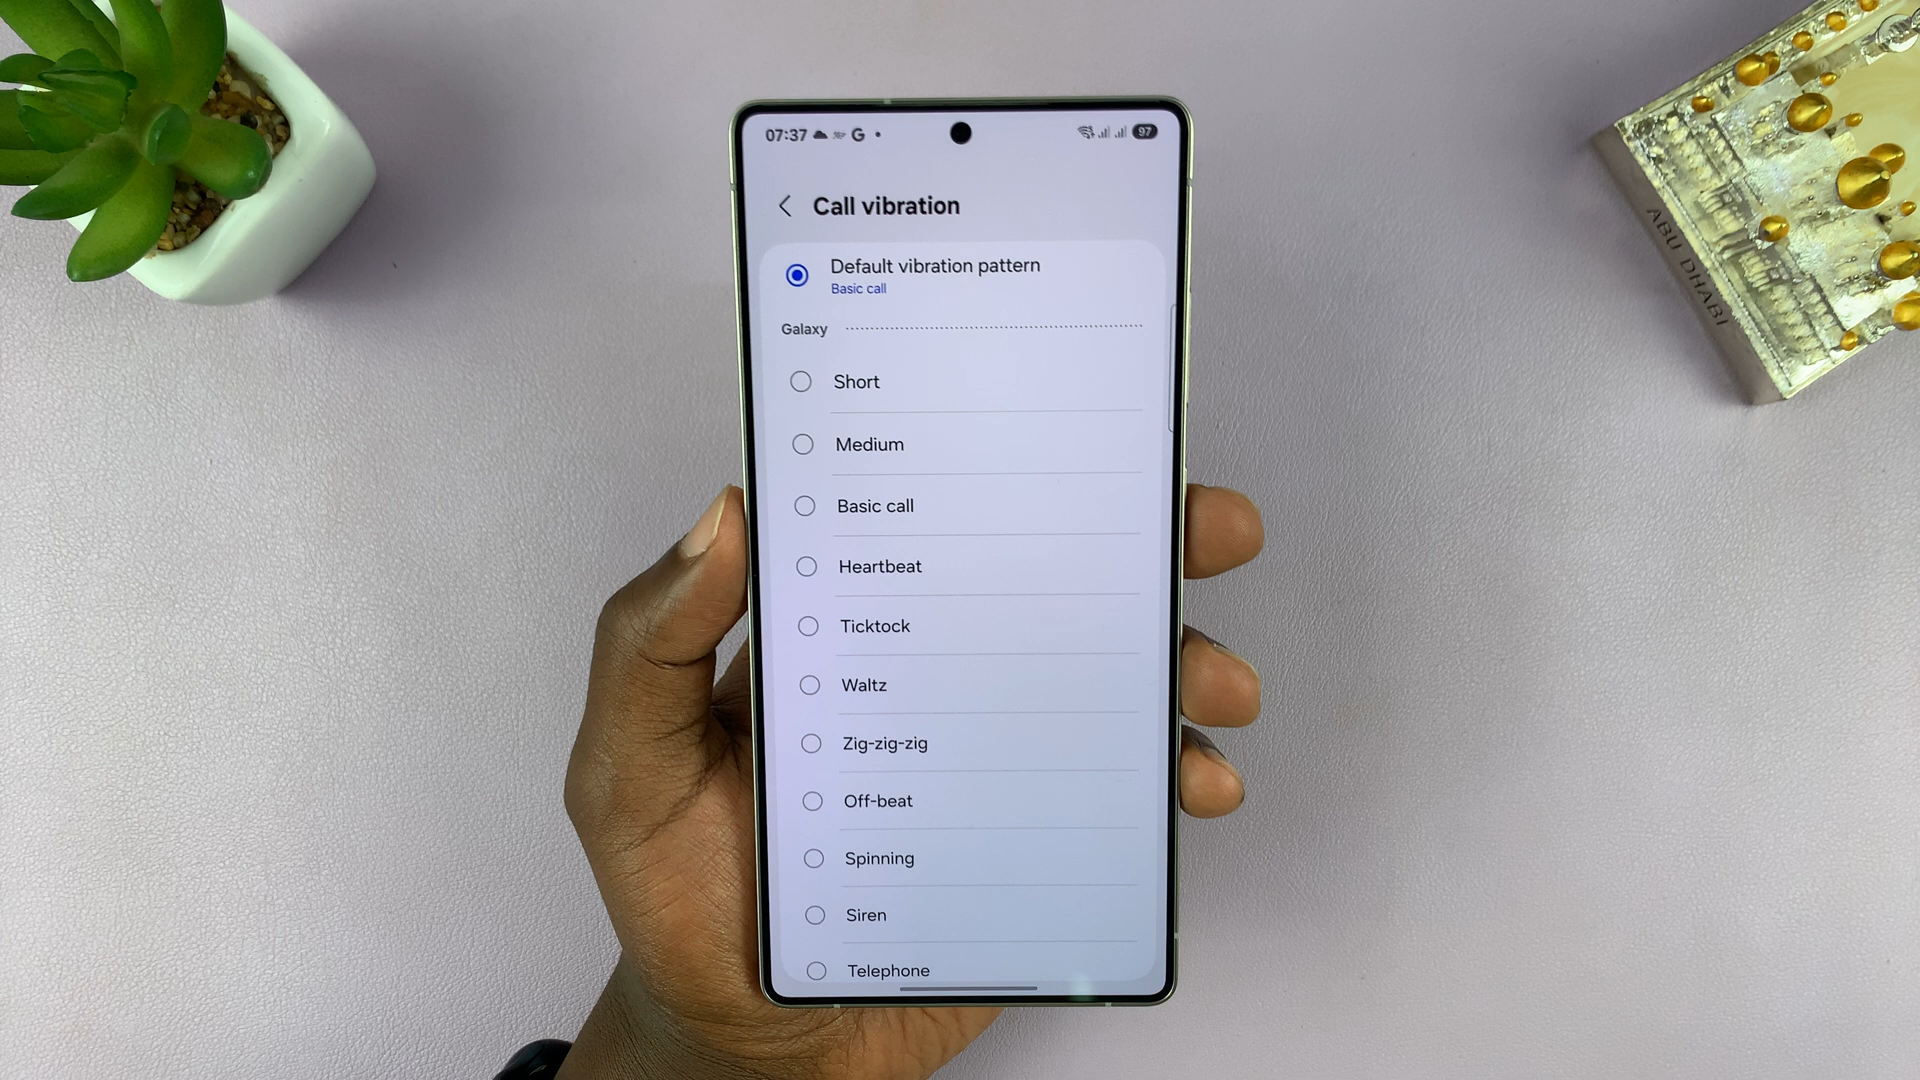 07:37 G 97
Call vibration
Default vibration pattern
Basic call
Galaxy
Short
Medium
Basic call
Heartbeat
Ticktock
Waltz
Zig-zig-zig
Off-beat
Spinning
Siren
Telephone
ABU DHABI